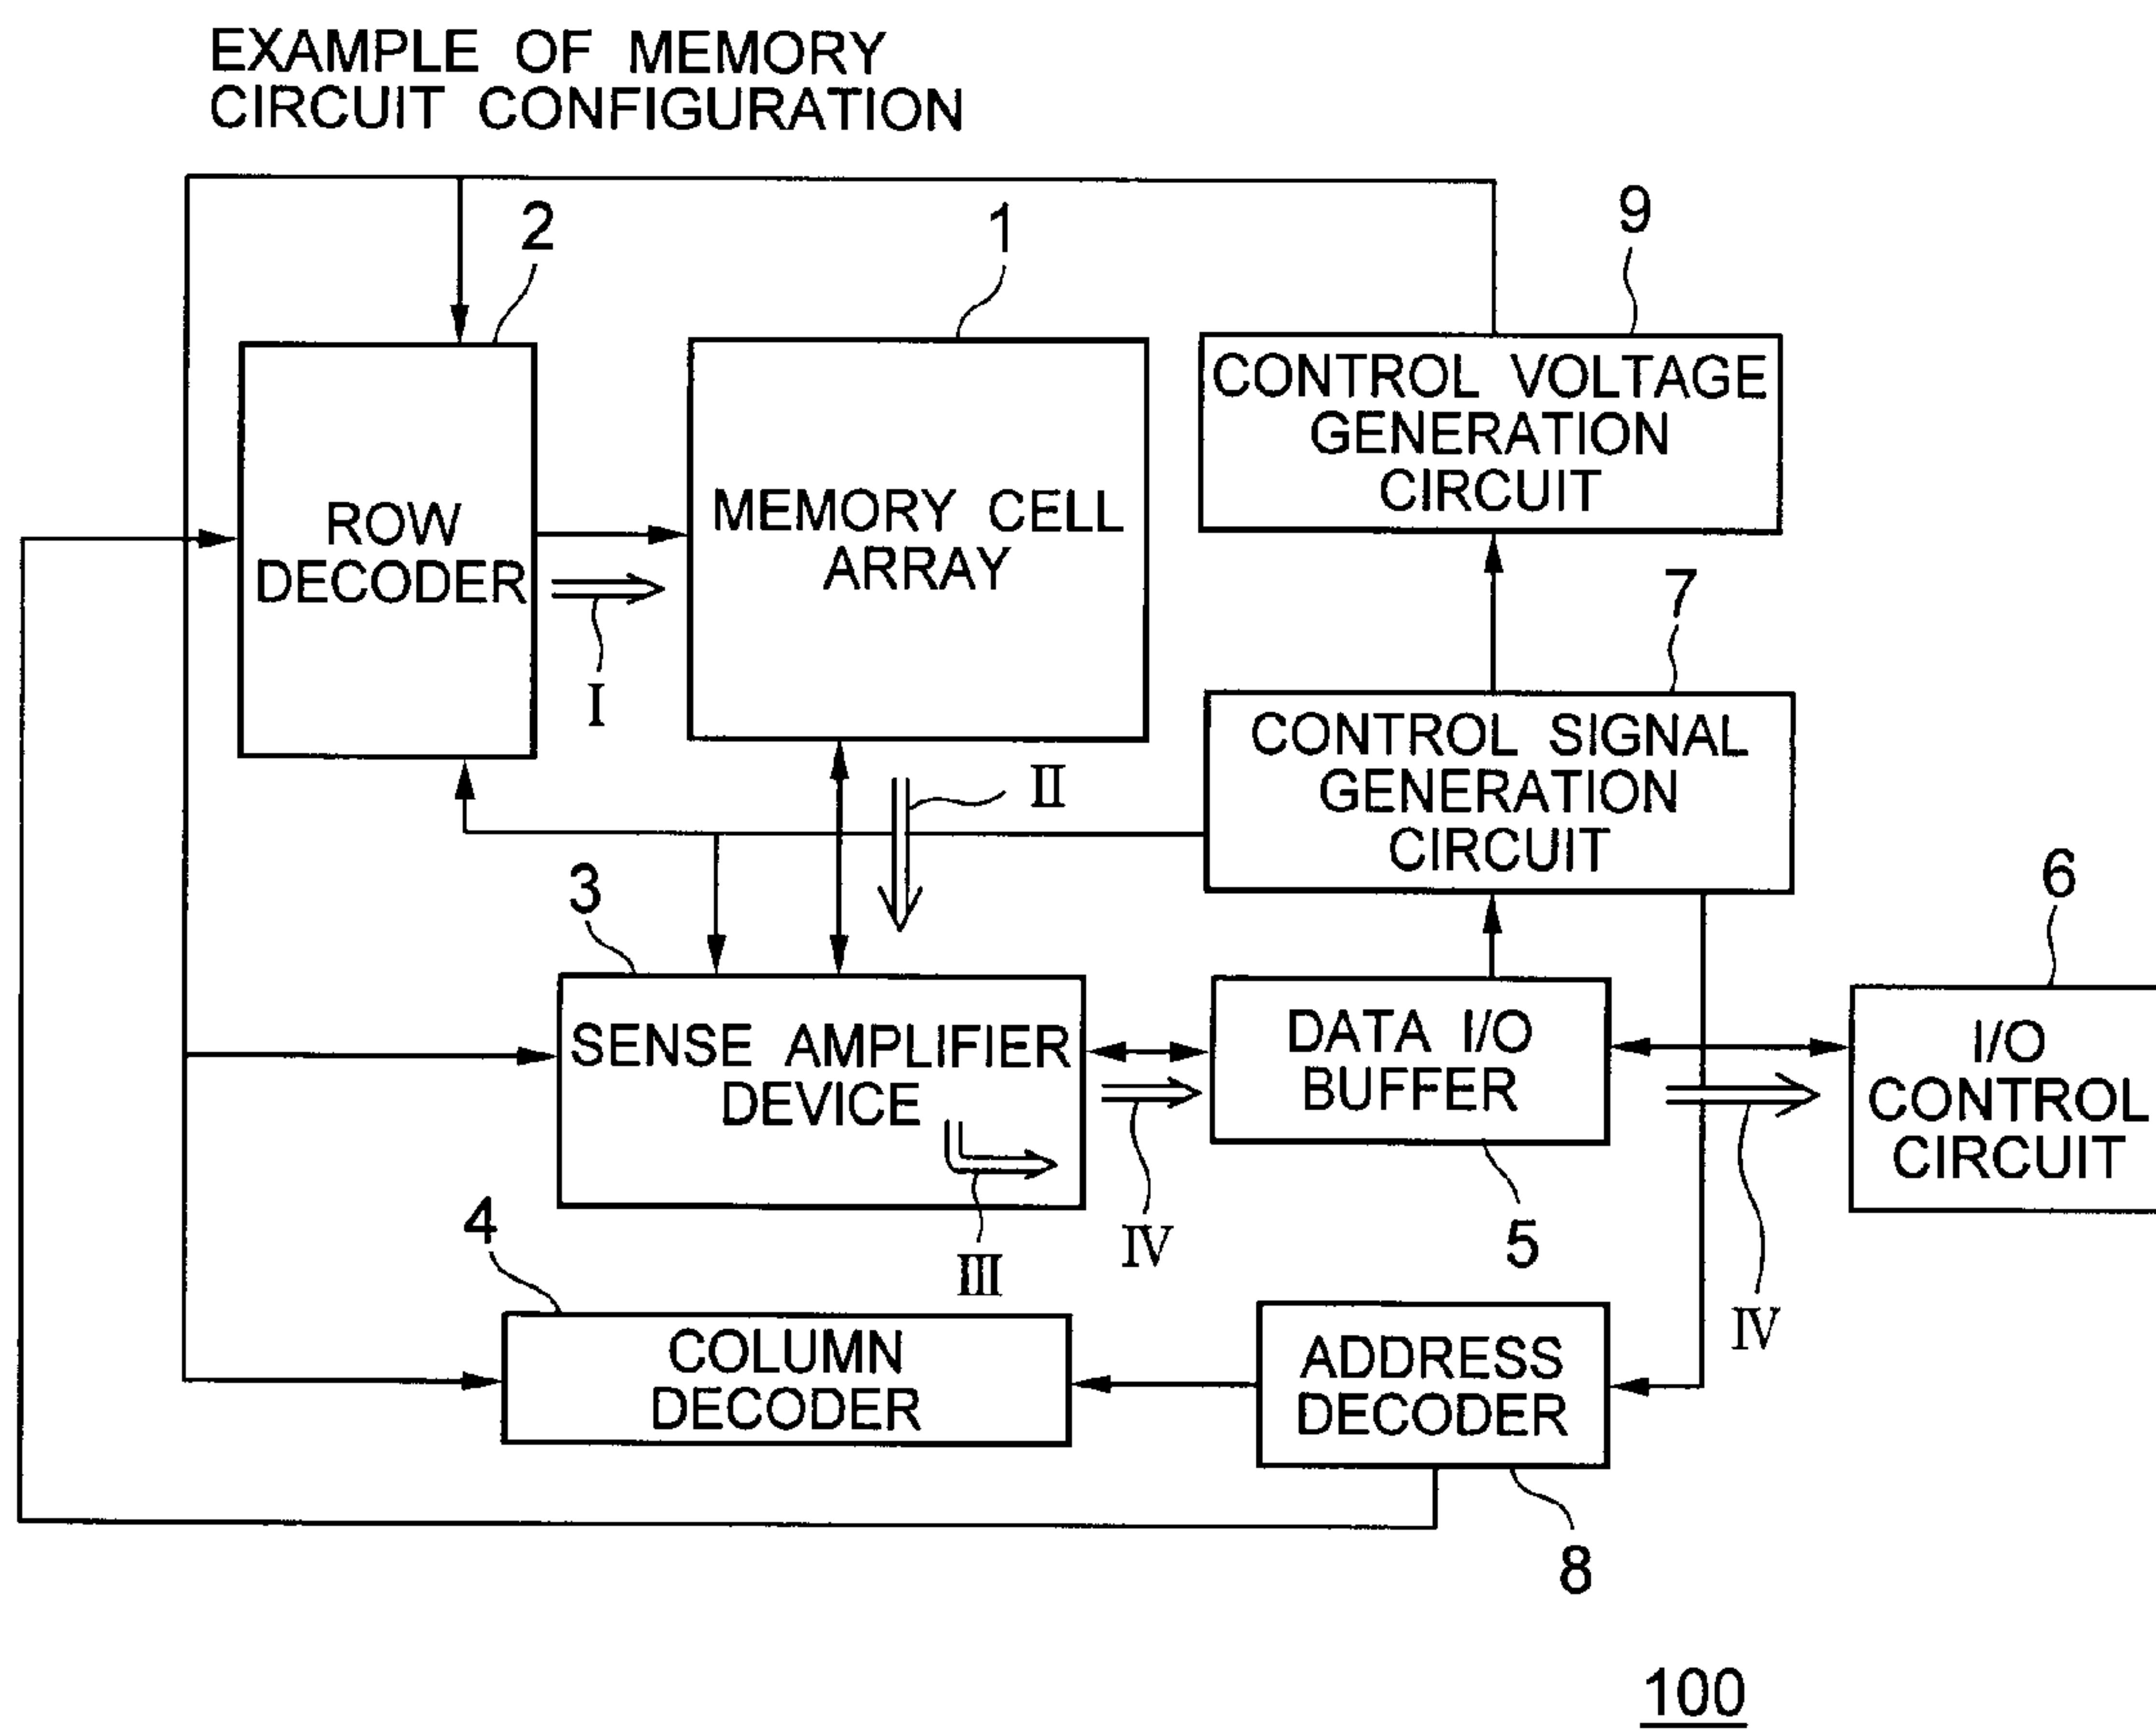 EXAMPLE OF MEMORY
CIRCUIT CONFIGURATION
2
1
9
ROW
DECODER
MEMORY CELL
ARRAY
CONTROL VOLTAGE
GENERATION
CIRCUIT
I
7
II
CONTROL SIGNAL
GENERATION
CIRCUIT
3
6
SENSE AMPLIFIER
DEVICE
DATA I/O
BUFFER
I/O
CONTROL
CIRCUIT
III
IV
5
IV
4
COLUMN
DECODER
ADDRESS
DECODER
8
100